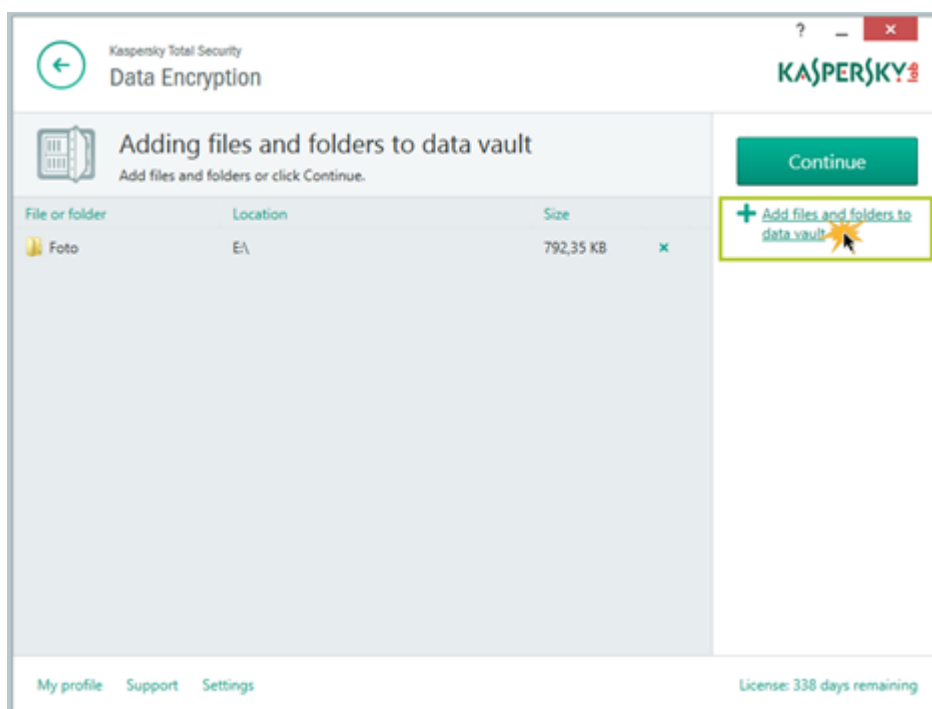 ? _ ×
Kaspersky Total Security
Data Encryption
KASPERSKY lab
Adding files and folders to data vault
Add files and folders or click Continue.
Continue
Add files and folders to
data vault
File or folder Location Size
Foto E:\ 792,35 KB ×
My profile Support Settings License: 338 days remaining